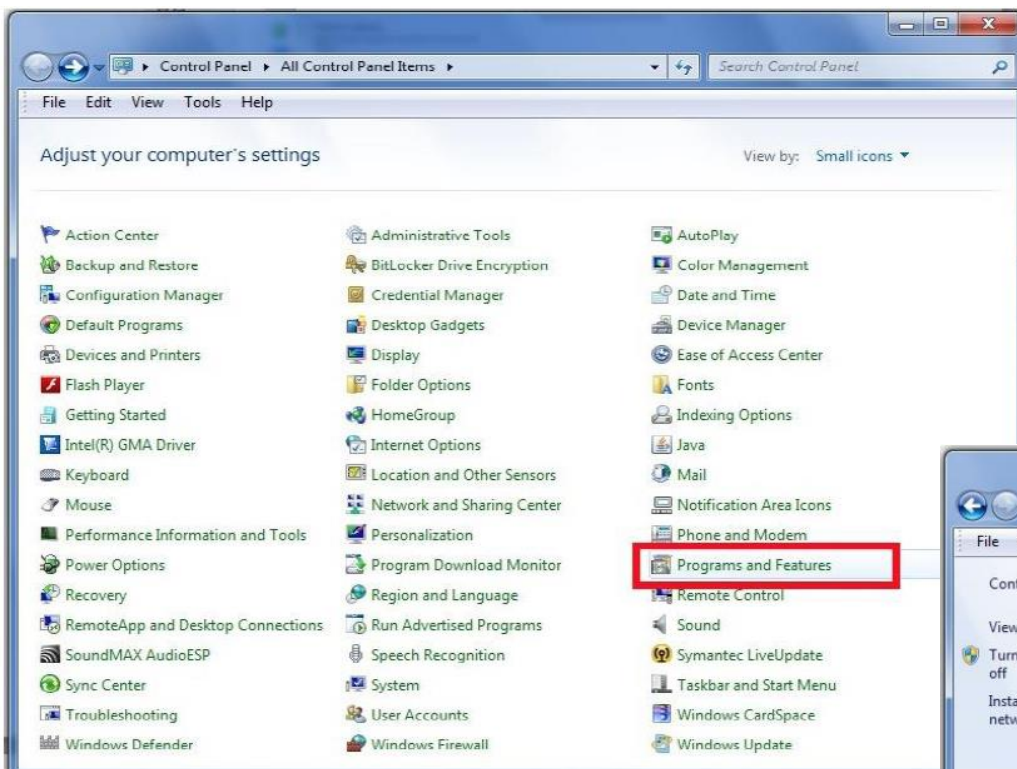 Control Panel ▸ All Control Panel Items ▸ Search Control Panel
File Edit View Tools Help
Adjust your computer's settings View by: Small icons
Action Center Administrative Tools AutoPlay
Backup and Restore BitLocker Drive Encryption Color Management
Configuration Manager Credential Manager Date and Time
Default Programs Desktop Gadgets Device Manager
Devices and Printers Display Ease of Access Center
Flash Player Folder Options Fonts
Getting Started HomeGroup Indexing Options
Intel(R) GMA Driver Internet Options Java
Keyboard Location and Other Sensors Mail
Mouse Network and Sharing Center Notification Area Icons
Performance Information and Tools Personalization Phone and Modem
Power Options Program Download Monitor Programs and Features
Recovery Region and Language Remote Control
RemoteApp and Desktop Connections Run Advertised Programs Sound
SoundMAX AudioESP Speech Recognition Symantec LiveUpdate
Sync Center System Taskbar and Start Menu
Troubleshooting User Accounts Windows CardSpace
Windows Defender Windows Firewall Windows Update
File
Cont
View
Turn
off
Insta
netw